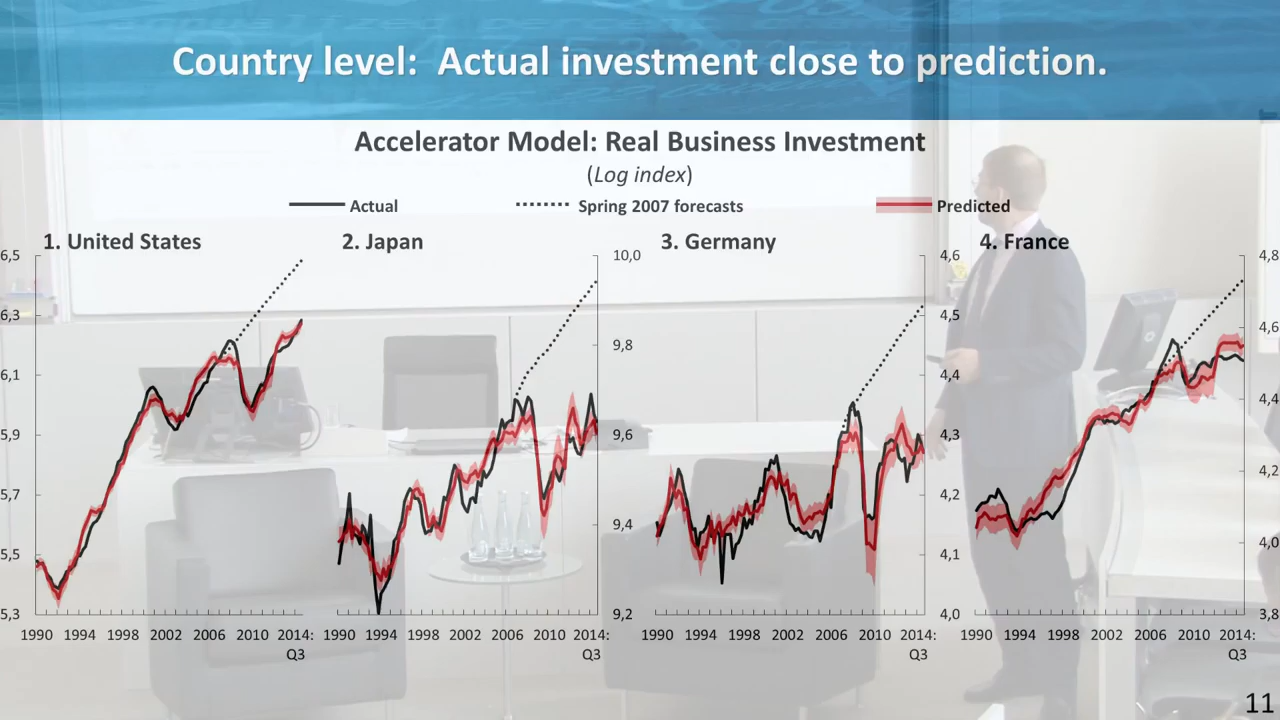 Country level:  Actual investment close to prediction.
Accelerator Model: Real Business Investment
(Log index)
Actual
Spring 2007 forecasts
Predicted
1. United States
2. Japan
3. Germany
4. France
6,5
6,3
6,1
5,9
5,7
5,5
5,3
10,0
9,8
9,6
9,4
9,2
4,6
4,5
4,4
4,3
4,2
4,1
4,0
4,8
4,6
4,4
4,2
4,0
3,8
1990 1994 1998 2002 2006 2010 2014:
Q3
1990 1994 1998 2002 2006 2010 2014:
Q3
1990 1994 1998 2002 2006 2010 2014:
Q3
1990 1994 1998 2002 2006 2010 2014:
Q3
11